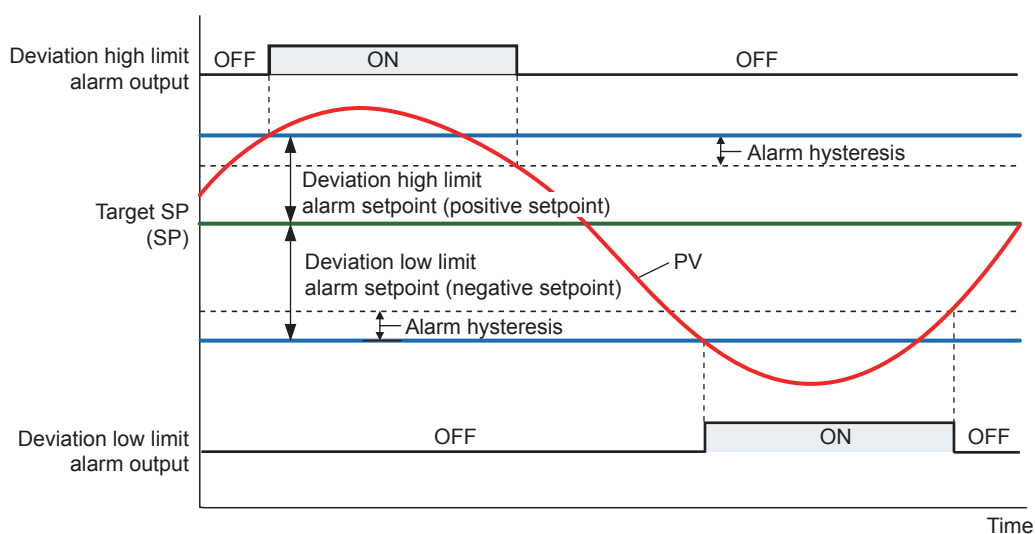 Deviation high limit
alarm output
OFF
ON
OFF
Alarm hysteresis
Deviation high limit
alarm setpoint (positive setpoint)
Target SP
(SP)
Deviation low limit
alarm setpoint (negative setpoint)
PV
Alarm hysteresis
Deviation low limit
alarm output
OFF
ON
OFF
Time